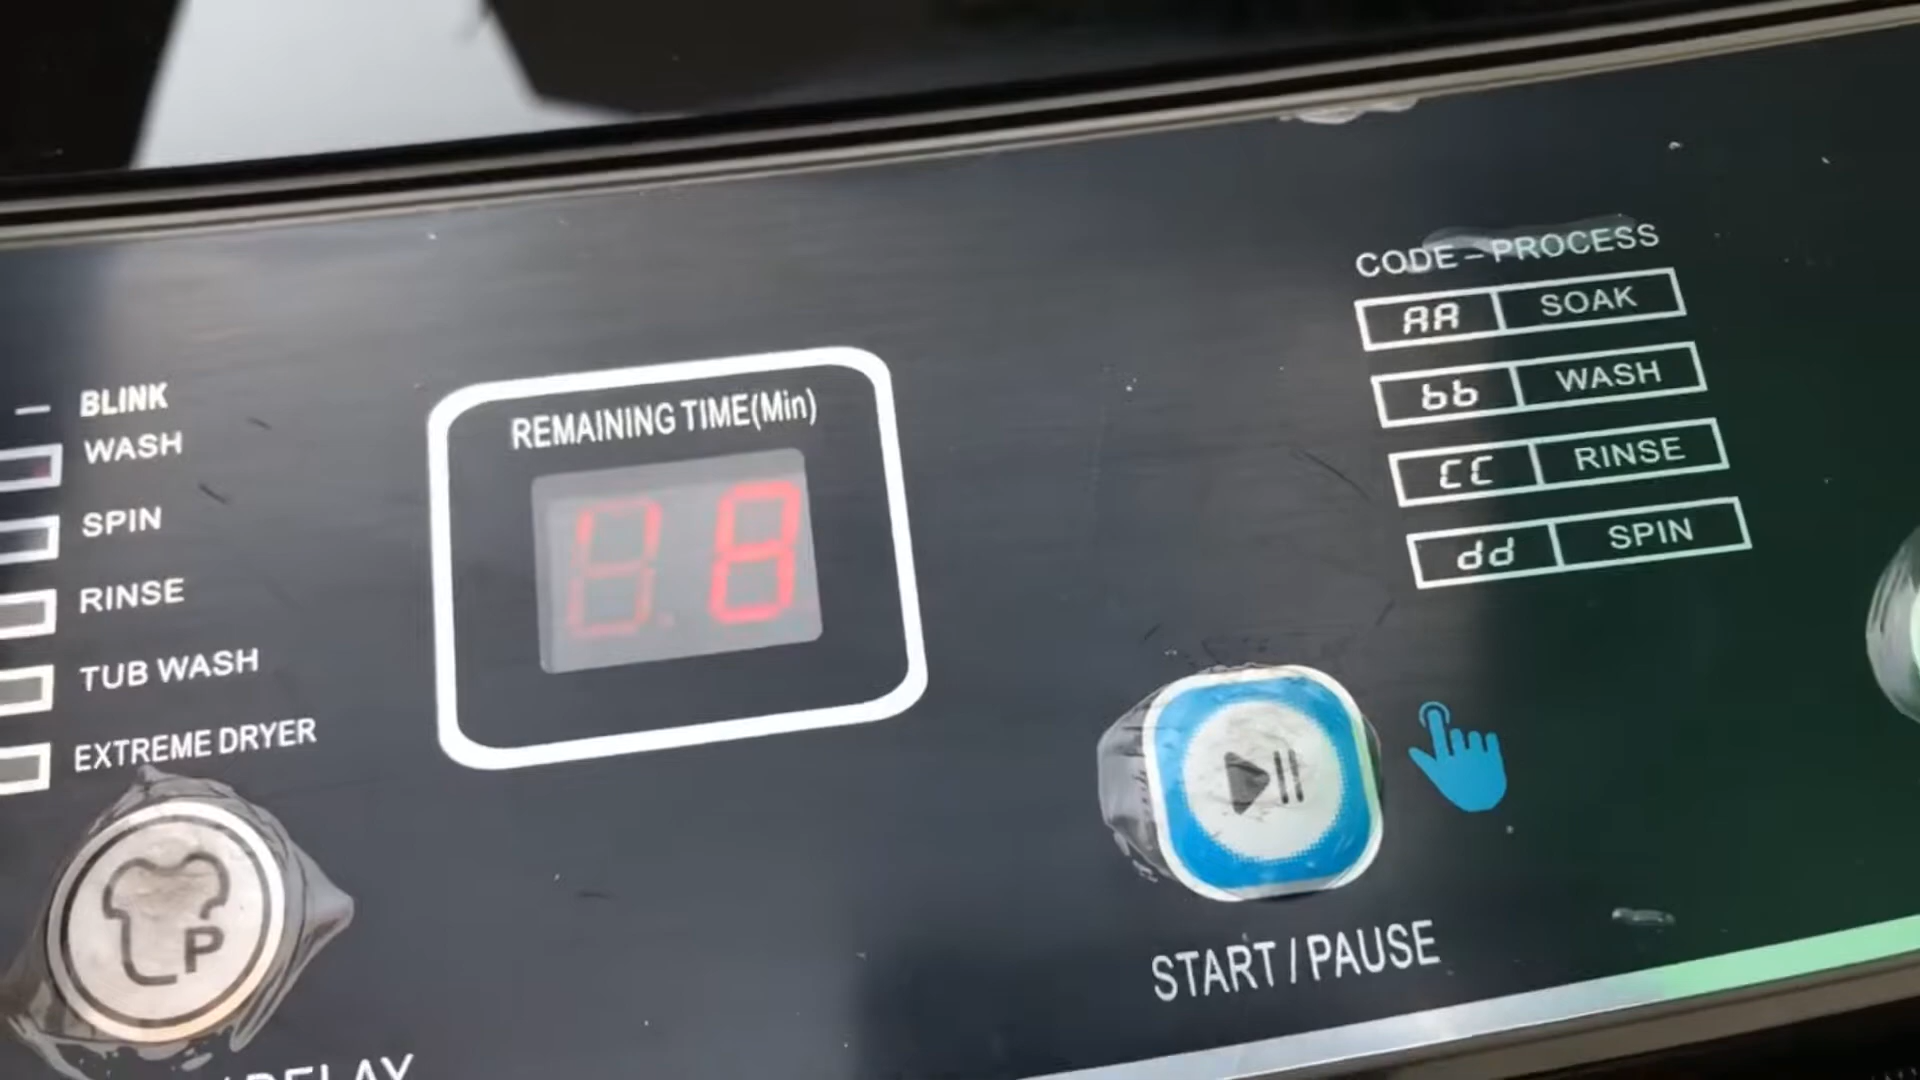 BLINK
WASH
SPIN
RINSE
TUB WASH
EXTREME DRYER
P
REMAINING TIME(Min)
8
CODE – PROCESS
AA SOAK
bb WASH
CC RINSE
dd SPIN
START / PAUSE